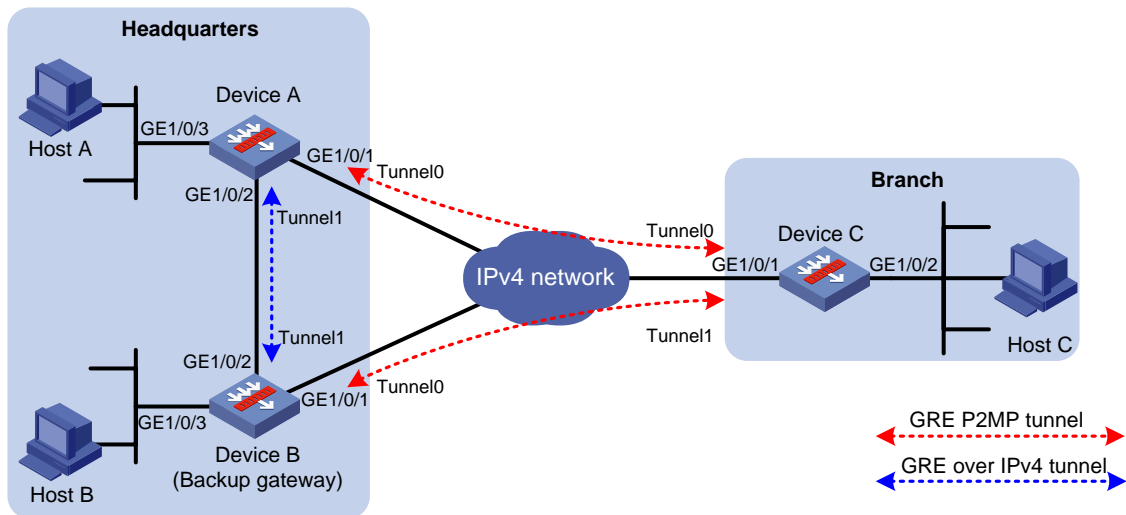 Headquarters
Device A
GE1/0/3
Host A
GE1/0/1
Tunnel0
GE1/0/2
Tunnel1
Branch
Tunnel0
Device C
GE1/0/1
GE1/0/2
IPv4 network
Tunnel1
GE1/0/2
Tunnel1
Host C
GE1/0/1
Tunnel0
GE1/0/3
Device B
(Backup gateway)
Host B
GRE P2MP tunnel
GRE over IPv4 tunnel